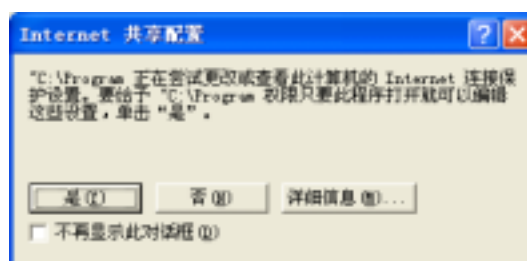 Internet 共享配置
"C:\Program 正在尝试更改或查看此计算机的 Internet 连接保
护设置。要给予 "C:\Program 权限只要此程序打开就可以编辑
这些设置，单击“是”。
是(Y)
否(N)
详细信息(M)...
不再显示此对话框(D)